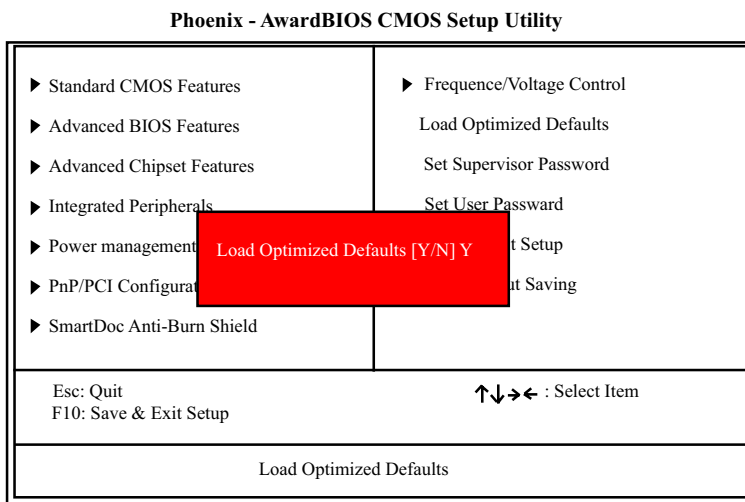 Phoenix - AwardBIOS CMOS Setup Utility
Standard CMOS Features
Advanced BIOS Features
Advanced Chipset Features
Integrated Peripherals
Power management
PnP/PCI Configurat
SmartDoc Anti-Burn Shield
Frequence/Voltage Control
Load Optimized Defaults
Set Supervisor Password
Set User Passward
t Setup
ut Saving
Load Optimized Defaults [Y/N] Y
Esc: Quit
F10: Save & Exit Setup
↑↓→← : Select Item
Load Optimized Defaults